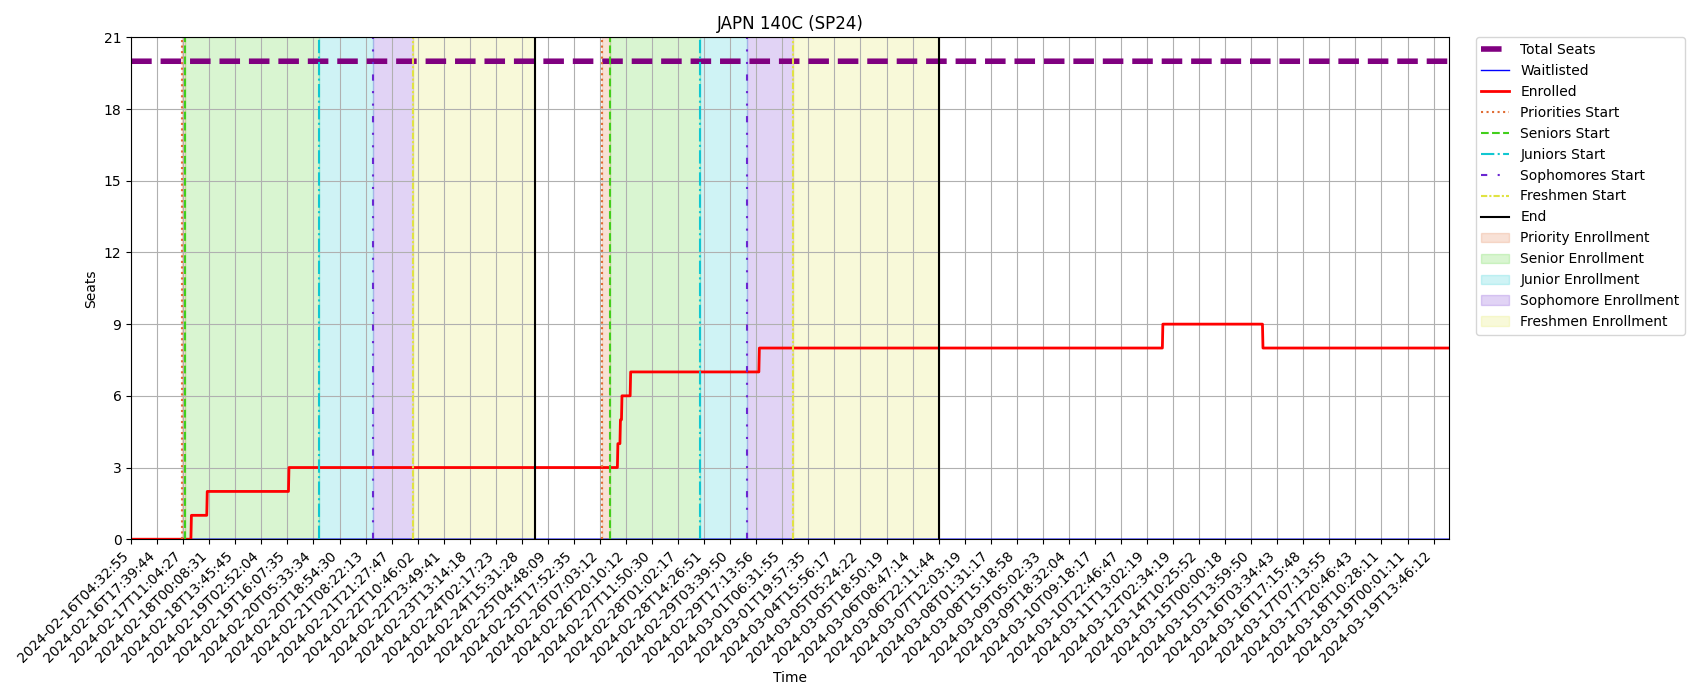 JAPN 140C (SP24)
Seats
21
18
15
12
9
6
3
0
2024-02-16T04:32:55
2024-02-16T17:39:44
2024-02-17T11:04:27
2024-02-18T00:08:31
2024-02-18T13:45:45
2024-02-19T02:52:04
2024-02-19T16:07:35
2024-02-20T05:33:34
2024-02-20T18:54:30
2024-02-21T08:22:13
2024-02-21T21:27:47
2024-02-22T10:46:02
2024-02-22T23:49:41
2024-02-23T13:14:18
2024-02-24T02:17:23
2024-02-24T15:31:28
2024-02-25T04:48:09
2024-02-25T17:52:35
2024-02-26T07:03:12
2024-02-26T20:10:12
2024-02-27T11:50:30
2024-02-28T01:02:17
2024-02-28T14:26:51
2024-02-29T03:39:50
2024-02-29T17:13:56
2024-03-01T06:31:55
2024-03-01T19:57:35
2024-03-04T15:56:17
2024-03-05T05:24:22
2024-03-05T18:50:19
2024-03-06T08:47:14
2024-03-06T22:11:44
2024-03-07T12:03:19
2024-03-08T01:31:17
2024-03-08T15:18:58
2024-03-09T05:02:33
2024-03-09T18:32:04
2024-03-10T09:18:17
2024-03-10T22:46:47
2024-03-11T13:02:19
2024-03-12T02:34:19
2024-03-14T10:25:52
2024-03-15T00:00:18
2024-03-15T13:59:50
2024-03-16T03:34:43
2024-03-16T17:15:48
2024-03-17T07:13:55
2024-03-17T20:46:43
2024-03-18T10:28:11
2024-03-19T00:01:11
2024-03-19T13:46:12
Time
Total Seats
Waitlisted
Enrolled
Priorities Start
Seniors Start
Juniors Start
Sophomores Start
Freshmen Start
End
Priority Enrollment
Senior Enrollment
Junior Enrollment
Sophomore Enrollment
Freshmen Enrollment